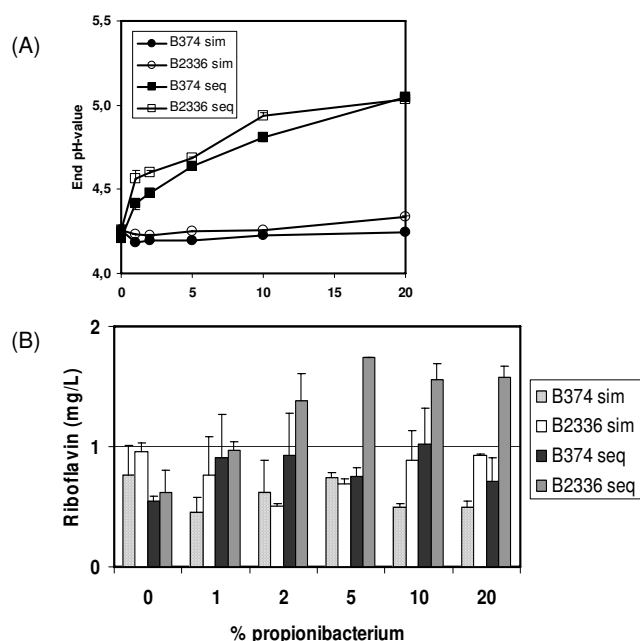 (A)
5,5
5,0
4,5
4,0
End pH-value
B374 sim
B2336 sim
B374 seq
B2336 seq
0 5 10 15 20
(B)
2
1
0
Riboflavin (mg/L)
B374 sim
B2336 sim
B374 seq
B2336 seq
0 1 2 5 10 20
% propionibacterium